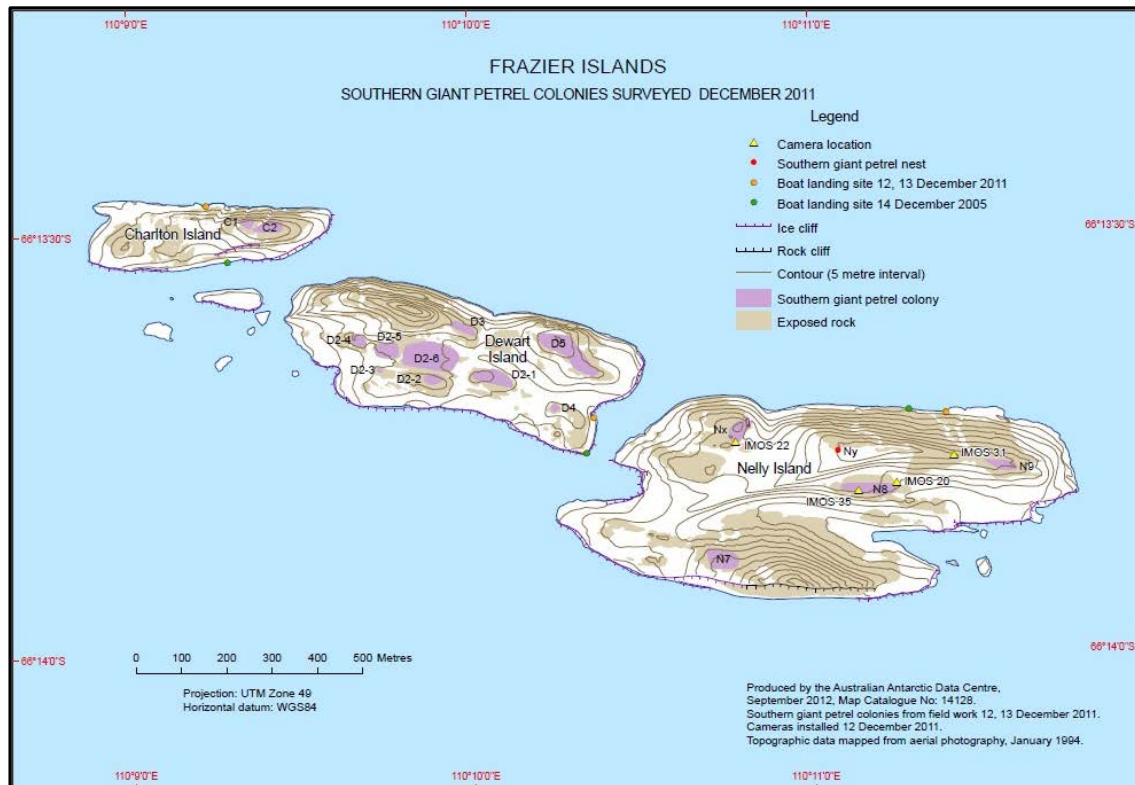 110°9'0"E 110°10'0"E 110°11'0"E
FRAZIER ISLANDS
SOUTHERN GIANT PETREL COLONIES SURVEYED DECEMBER 2011
Legend
Camera location
Southern giant petrel nest
Boat landing site 12, 13 December 2011
Boat landing site 14 December 2005
Ice cliff
Rock cliff
Contour (5 metre interval)
Southern giant petrel colony
Exposed rock
66°13'30"S
66°13'30"S
C1
C2
Charlton Island
D3
D2-4
D2-5
Dewart
Island
D5
D2-6
D2-3
D2-2
D2-1
D4
Nx
IMOS 22
Ny
IMOS 31
N9
Nelly Island
IMOS 20
N8
IMOS 35
N7
66°14'0"S
66°14'0"S
0 100 200 300 400 500 Metres
Projection: UTM Zone 49
Horizontal datum: WGS84
Produced by the Australian Antarctic Data Centre,
September 2012, Map Catalogue No: 14128.
Southern giant petrel colonies from field work 12, 13 December 2011.
Cameras installed 12 December 2011.
Topographic data mapped from aerial photography, January 1994.
110°9'0"E 110°10'0"E 110°11'0"E